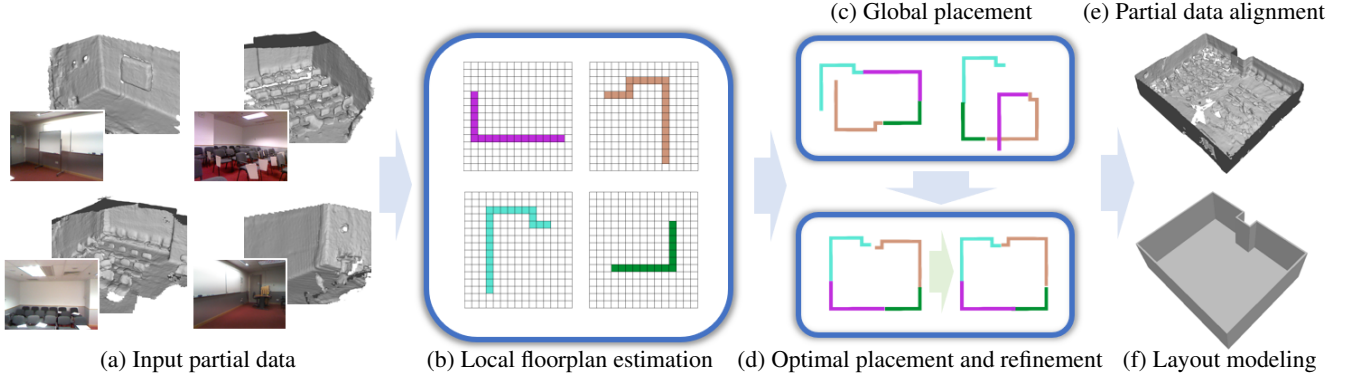 (c) Global placement
(e) Partial data alignment
(a) Input partial data
(b) Local floorplan estimation
(d) Optimal placement and refinement
(f) Layout modeling